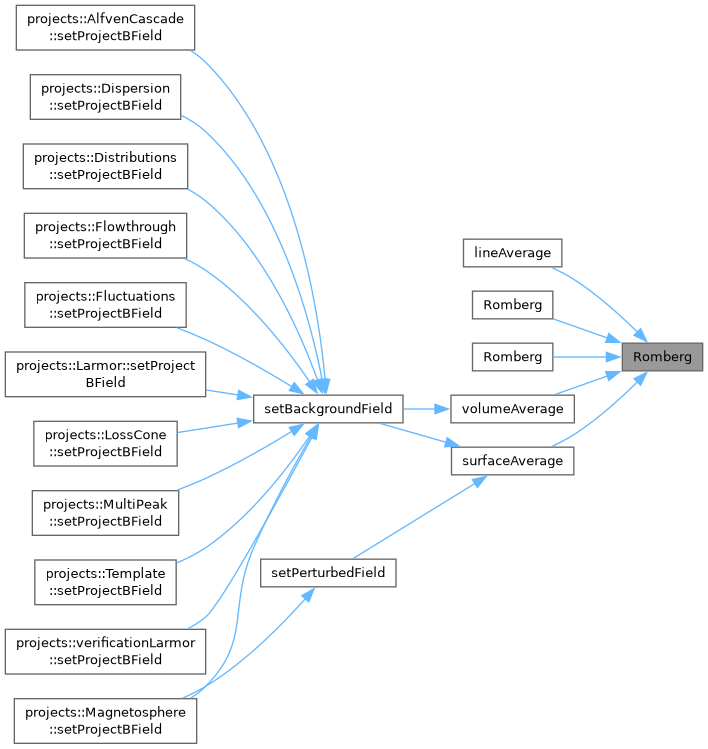 projects::AlfvenCascade
::setProjectBField
projects::Dispersion
::setProjectBField
projects::Distributions
::setProjectBField
projects::Flowthrough
::setProjectBField
projects::Fluctuations
::setProjectBField
projects::Larmor::setProject
BField
projects::LossCone
::setProjectBField
projects::MultiPeak
::setProjectBField
projects::Template
::setProjectBField
projects::verificationLarmor
::setProjectBField
projects::Magnetosphere
::setProjectBField
setBackgroundField
setPerturbedField
lineAverage
Romberg
Romberg
volumeAverage
surfaceAverage
Romberg